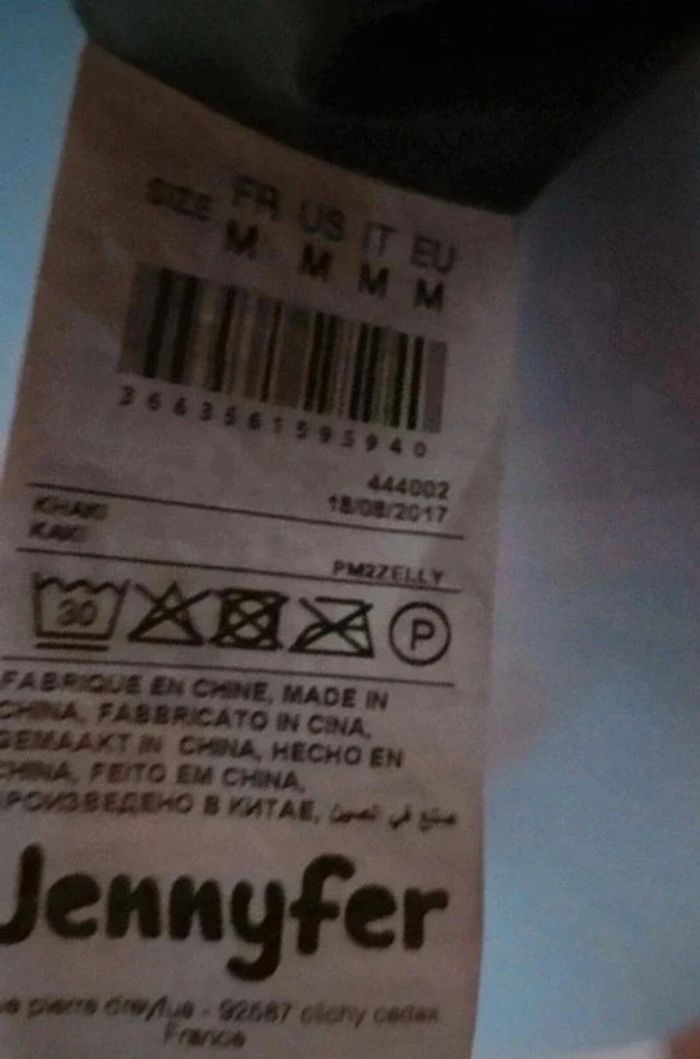 SIZE FR US IT EU
M M M M
3663561595940
444002
18/08/2017
KHAKI
KAKI
PM2ZELLY
30
P
FABRIQUE EN CHINE, MADE IN
CHINA, FABBRICATO IN CINA,
GEMAAKT IN CHINA, HECHO EN
CHINA, FEITO EM CHINA,
PОИЗВЕДЕНО В КИТАЕ, صنع في الصين
Jennyfer
pierre dreyfus - 92587 clichy cedex
France